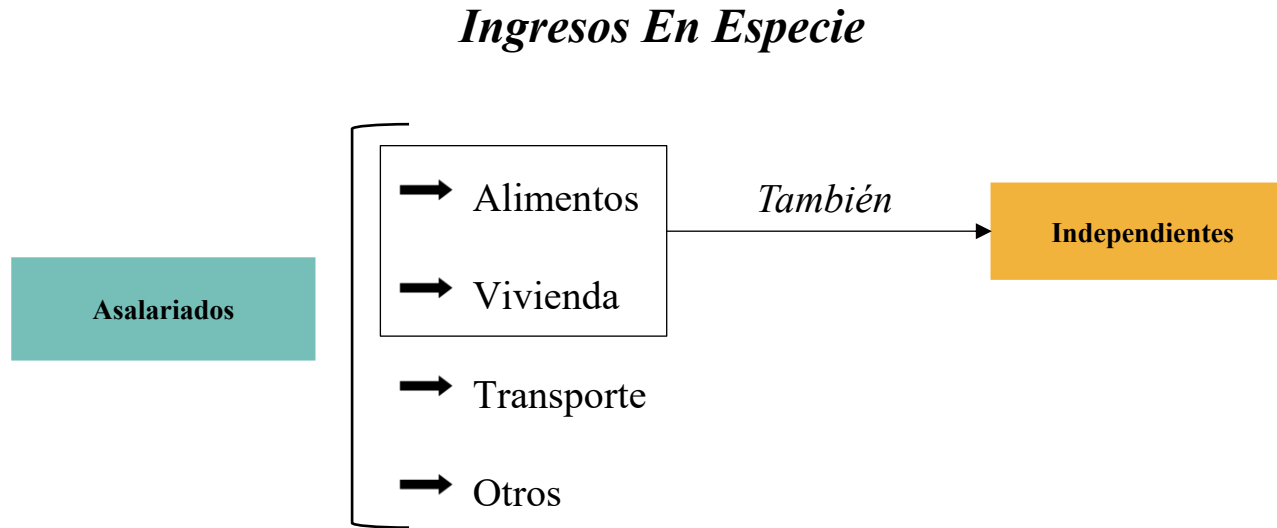 Ingresos En Especie
Asalariados
Alimentos
Vivienda
Transporte
Otros
También
Independientes